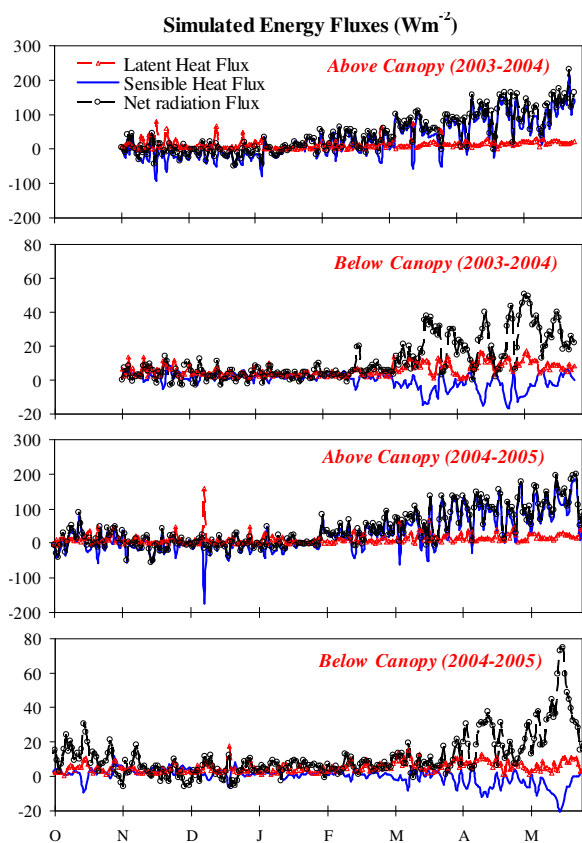 Simulated Energy Fluxes (Wm-2)
300
200
100
0
-100
200
Latent Heat Flux
Sensible Heat Flux
Net radiation Flux
Above Canopy (2003-2004)
80
60
40
20
0
-20
Below Canopy (2003-2004)
300
200
100
0
-100
200
Above Canopy (2004-2005)
80
60
40
20
0
-20
Below Canopy (2004-2005)
O N D J F M A M